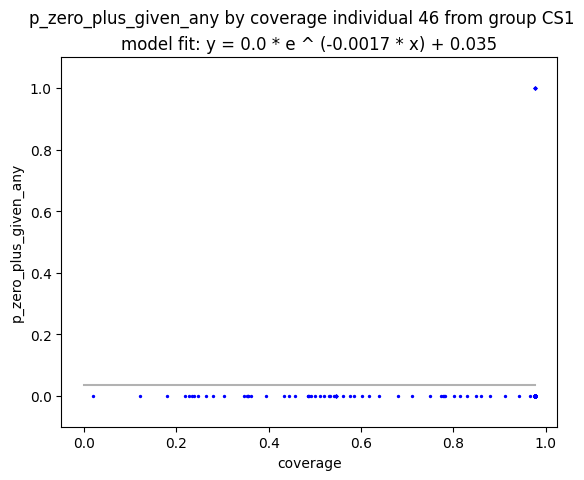 p_zero_plus_given_any by coverage individual 46 from group CS1
model fit: y = 0.0 * e ^ (-0.0017 * x) + 0.035
1.0
0.8
0.6
0.4
0.2
0.0
p_zero_plus_given_any
0.0 0.2 0.4 0.6 0.8 1.0
coverage